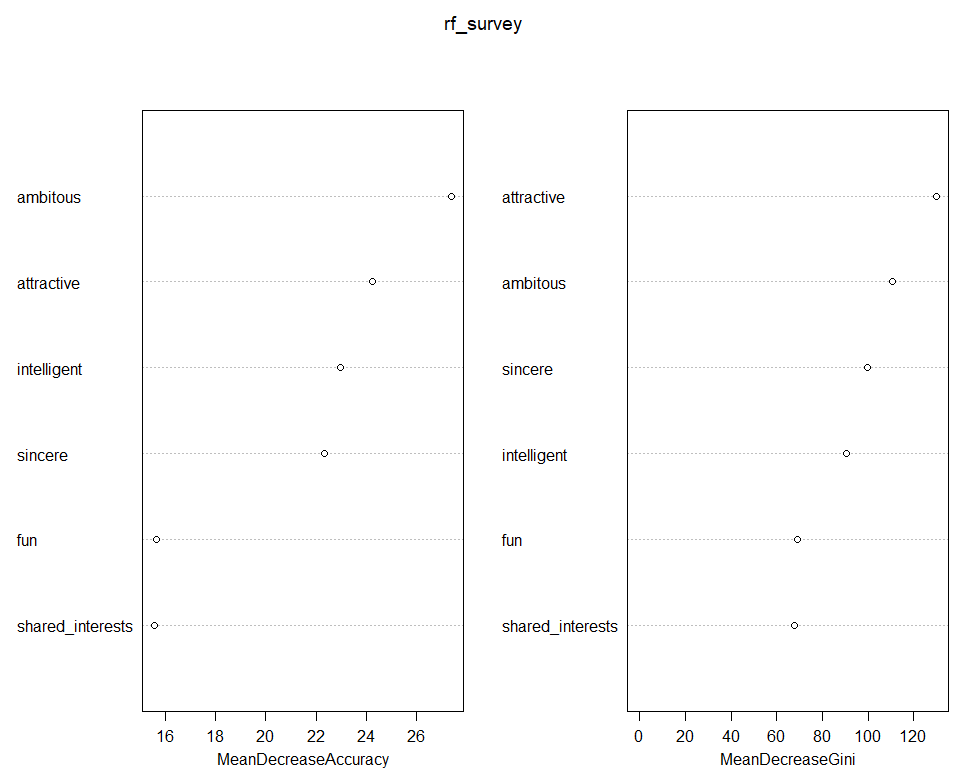 rf_survey
ambitous
attractive
intelligent
sincere
fun
shared_interests
16 18 20 22 24 26
MeanDecreaseAccuracy
attractive
ambitous
sincere
intelligent
fun
shared_interests
0 20 40 60 80 100 120
MeanDecreaseGini